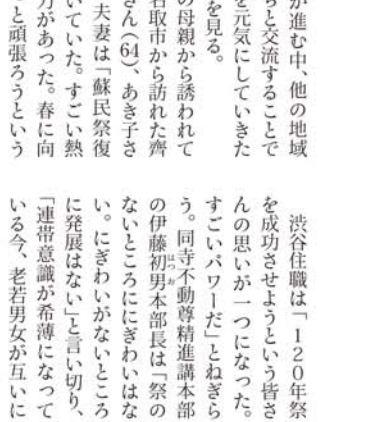 が進む中、他の地域
ちと交流することで
を元気にしていきた
を見る。
の母親から誘われて
名取市から訪れた齊
さん(64)、あき子さ
夫妻は「蘇民祭復
いていた。すごい熱
力があった。春に向
っと頑張ろうという
渋谷住職は「120年祭
を成功させようという皆さ
んの思いが一つになった。
すごいパワーだ」とねぎら
う。同寺不動尊精進講本部
の伊藤初男本部長は「祭の
はつお
ないところににぎわいはな
い。にぎわいがないところ
に発展はない」と言い切り、
「連帯意識が希薄になって
いる今、老若男女が互いに